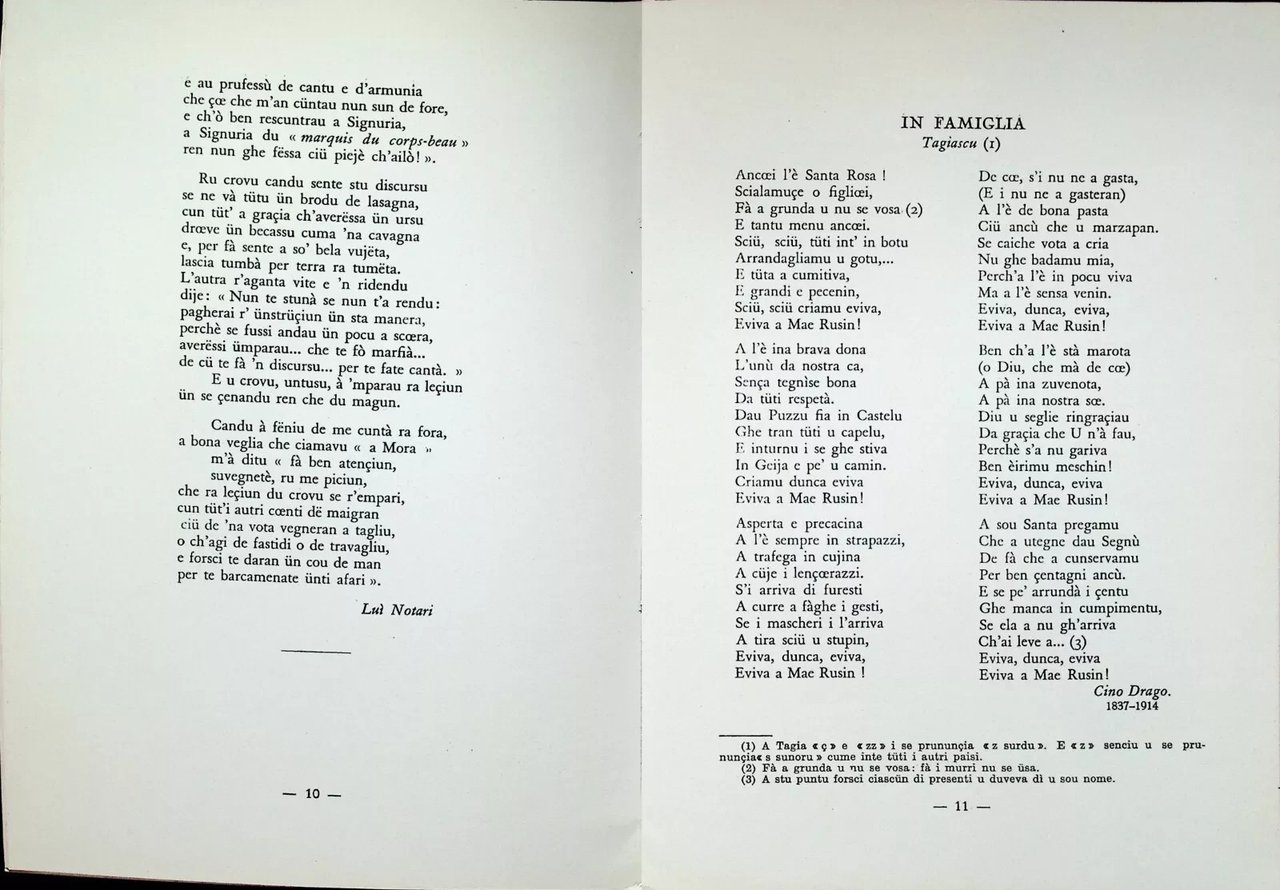 e au prufessù de cantu e d'armunia
che çœ che m'an cüntau nun sun de fore,
e ch'ò ben rescuntrau a Signuria,
a Signuria du « marquis du corps-beau »
ren nun ghe fëssa ciü piejè ch'ailò! ».
Ru crovu candu sente stu discursu
se ne và tütu ün brodu de lasagna,
cun tüt' a graçia ch'averëssa ün ursu
drœve ün becassu cuma 'na cavagna
e, per fà sente a so' bela vujëta,
lascia tumbà per terra ra tumëta.
L'autra r'aganta vite e 'n ridendu
dije: « Nun te stunà se nun t'a rendu:
pagherai r' ünstrüçiun ün sta manera,
perchè se fussi andau ün pocu a scœra,
averëssi ümparau... che te fò marfià...
de cü te fà 'n discursu... per te fate cantà. »
E u crovu, untusu, à 'mparau ra leçiun
ün se çenandu ren che du magun.
Candu à fëniu de me cuntà ra fora,
a bona veglia che ciamavu « a Mora »
m'à ditu « fà ben atençiun,
suvegnetè, ru me piciun,
che ra leçiun du crovu se r'empari,
cun tüt'i autri cœnti dë maigran
ciü de 'na vota vegneran a tagliu,
o ch'agi de fastidi o de travagliu,
e forsci te daran ün cou de man
per te barcamenate ünti afari ».
Luì Notari
— 10 —
IN FAMIGLIA
Tagiascu (1)
Ancœi l'è Santa Rosa !
Scialamuçe o figliœi,
Fà a grunda u nu se vosa (2)
E tantu menu ancœi.
Sciü, sciü, tüti int' in botu
Arrandagliamu u gotu,...
E tüta a cumitiva,
E grandi e pecenin,
Sciü, sciü criamu eviva,
Eviva a Mae Rusin!
A l'è ina brava dona
L'unù da nostra ca,
Sença tegnìse bona
Da tüti respetà.
Dau Puzzu fia in Castelu
Ghe tran tüti u capelu,
E inturnu i se ghe stiva
In Geija e pe' u camin.
Criamu dunca eviva
Eviva a Mae Rusin!
Asperta e precacina
A l'è sempre in strapazzi,
A trafega in cujina
A cüje i lençœrazzi.
S'i arriva di furesti
A curre a fàghe i gesti,
Se i mascheri i l'arriva
A tira sciü u stupin,
Eviva, dunca, eviva,
Eviva a Mae Rusin !
De cœ, s'i nu ne a gasta,
(E i nu ne a gasteran)
A l'è de bona pasta
Ciü ancù che u marzapan.
Se caiche vota a cria
Nu ghe badamu mia,
Perch'a l'è in pocu viva
Ma a l'è sensa venin.
Eviva, dunca, eviva,
Eviva a Mae Rusin!
Ben ch'a l'è stà marota
(o Diu, che mà de cœ)
A pà ina zuvenota,
A pà ina nostra sœ.
Diu u seglie ringraçiau
Da graçia che U n'à fau,
Perchè s'a nu gariva
Ben èirimu meschin!
Eviva, dunca, eviva
Eviva a Mae Rusin!
A sou Santa pregamu
Che a utegne dau Segnù
De fà che a cunservamu
Per ben çentagni ancù.
E se pe' arrundà i çentu
Ghe manca in cumpimentu,
Se ela a nu gh'arriva
Ch'ai leve a... (3)
Eviva, dunca, eviva
Eviva a Mae Rusin!
Cino Drago.
1837-1914
(1) A Tagia « ç » e « zz » i se prununçia « z surdu ». E « z » senciu u se pru-
nunçia« s sunoru » cume inte tüti i autri paisi.
(2) Fà a grunda u nu se vosa: fà i murri nu se üsa.
(3) A stu puntu forsci ciascün di presenti u duveva dì u sou nome.
— 11 —